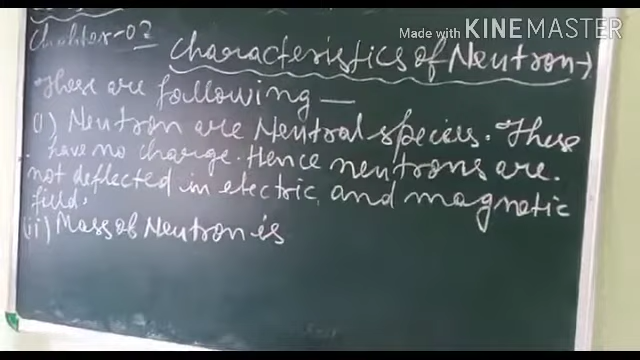 Made with KINEMASTER
Chapter-02
Characteristics of Neutron→
These are following —
(i) Neutron are Neutral species. These
have no charge. Hence neutrons are.
not deflected in electric and magnetic
field.
(ii) Mass of Neutron is